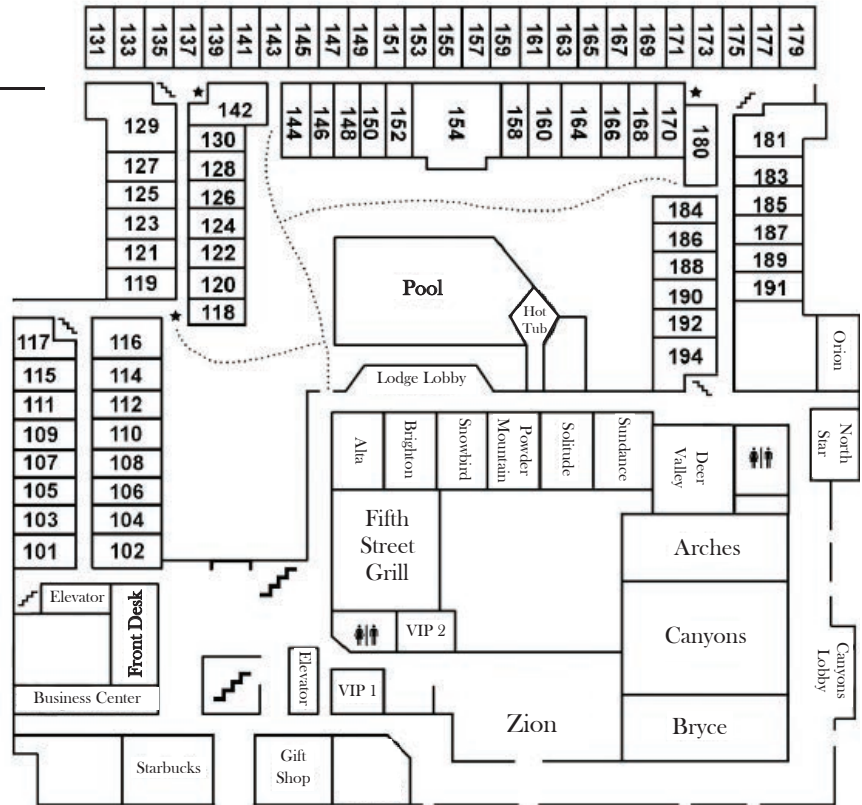 131 133 135 137 139 141 143 145 147 149 151 153 155 157 159 161 163 165 167 169 171 173 175 177 179
129
142
144 146 148 150 152 154 158 160 164 166 168 170
180
181
130
127
128
183
125
126
184
185
123
124
186
187
121
122
188
189
119
120
190
191
118
192
194
Pool
Hot
Tub
Orion
117
116
115
114
111
112
109
110
107
108
105
106
103
104
101
102
Lodge Lobby
Alta
Brighton
Snowbird
Powder
Mountain
Solitude
Sundance
Deer
Valley
North
Star
Fifth
Street
Grill
Arches
Canyons
Canyons
Lobby
Elevator
Front Desk
VIP 2
Business Center
Elevator
VIP 1
Zion
Bryce
Starbucks
Gift
Shop